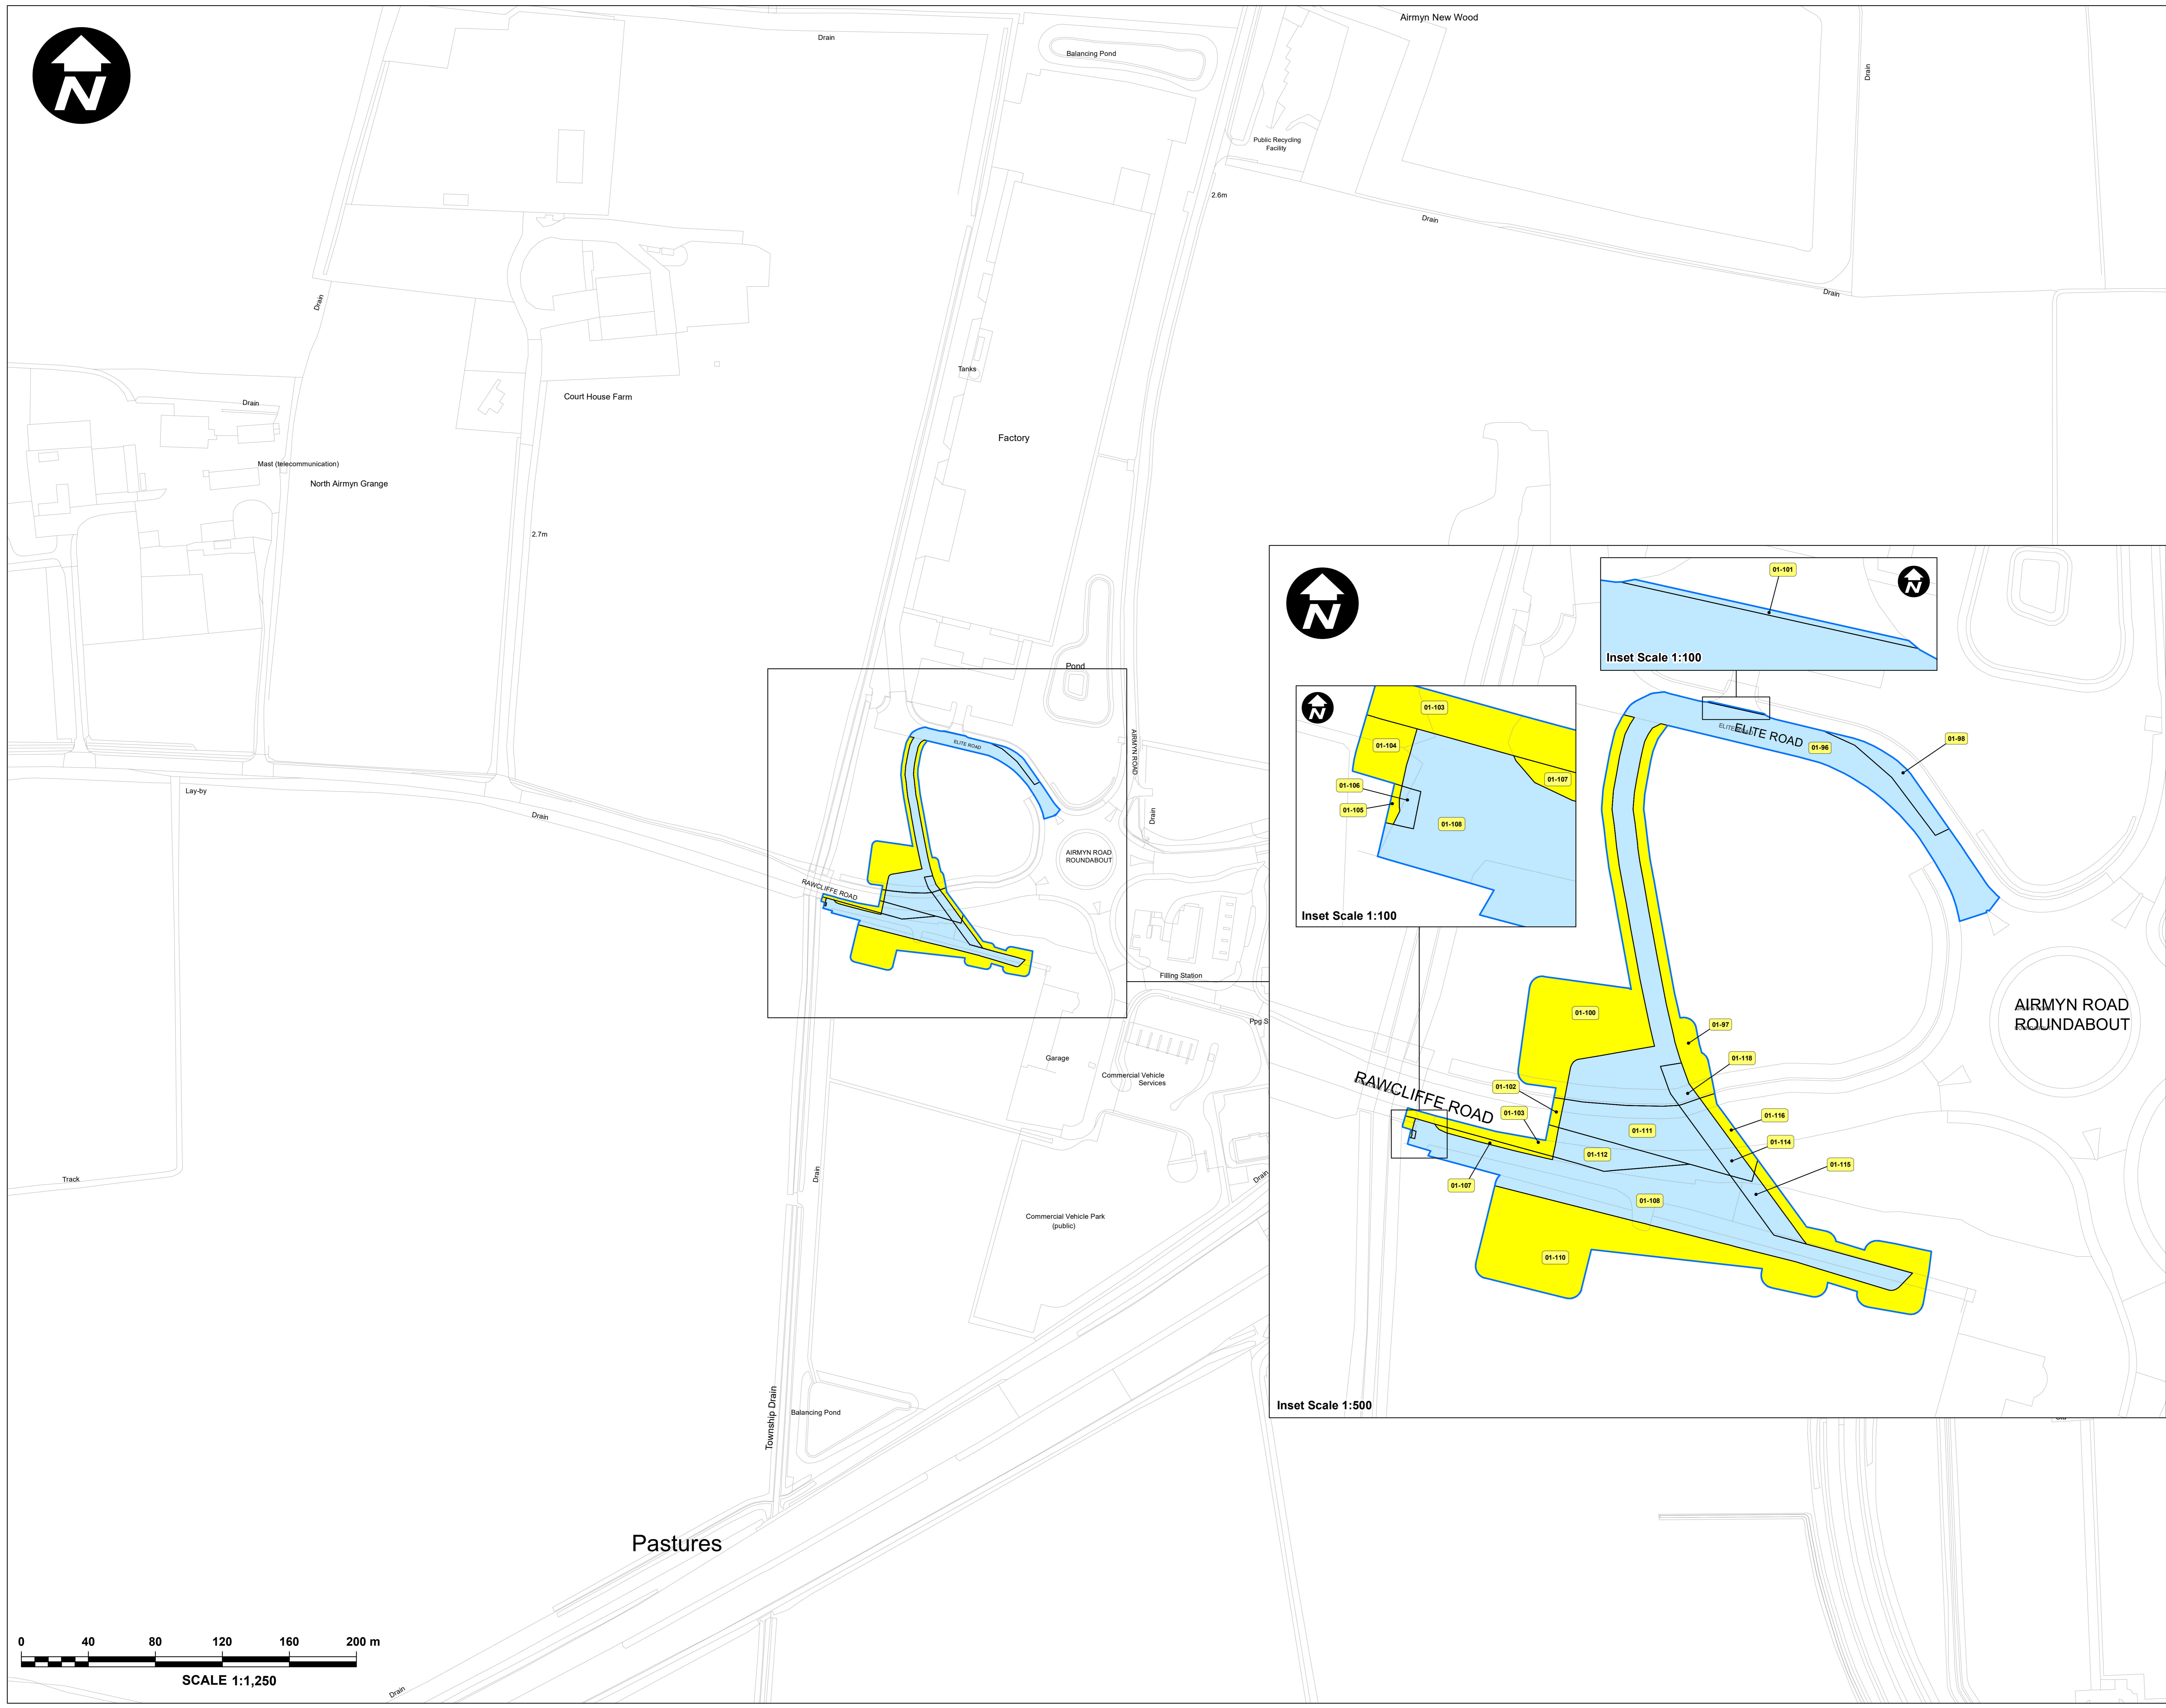 Airmyn New Wood
Drain
Balancing Pond
Drain
N
Public Recycling
Facility
2.6m
Drain
Drain
Drain
Tanks
Court House Farm
Drain
Factory
Mast (telecommunication)
North Airmyn Grange
2.7m
Pond
AIRMYN ROAD
ELITE ROAD
Lay-by
Drain
Drain
AIRMYN ROAD
ROUNDABOUT
RAWCLIFFE ROAD
Filling Station
Ppg S
Garage
Commercial Vehicle
Services
Drain
Drain
Track
Commercial Vehicle Park
(public)
Township Drain
Balancing Pond
Pastures
Drain
0 40 80 120 160 200 m
SCALE 1:1,250
N
01-101
N
Inset Scale 1:100
N
01-103
01-104
01-107
01-106
01-105
01-108
Inset Scale 1:100
ELITE ROAD
01-96
01-98
AIRMYN ROAD
ROUNDABOUT
01-100
01-97
01-118
RAWCLIFFE ROAD
01-102
01-103
01-116
01-111
01-114
01-112
01-115
01-107
01-108
01-110
Inset Scale 1:500